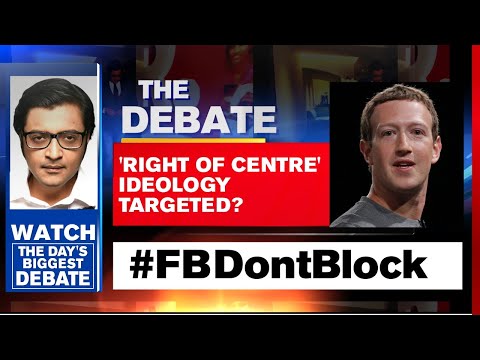 THE
DEBATE
'RIGHT OF CENTRE'
IDEOLOGY
TARGETED?
WATCH
THE DAY'S
BIGGEST
DEBATE
#FBDontBlock